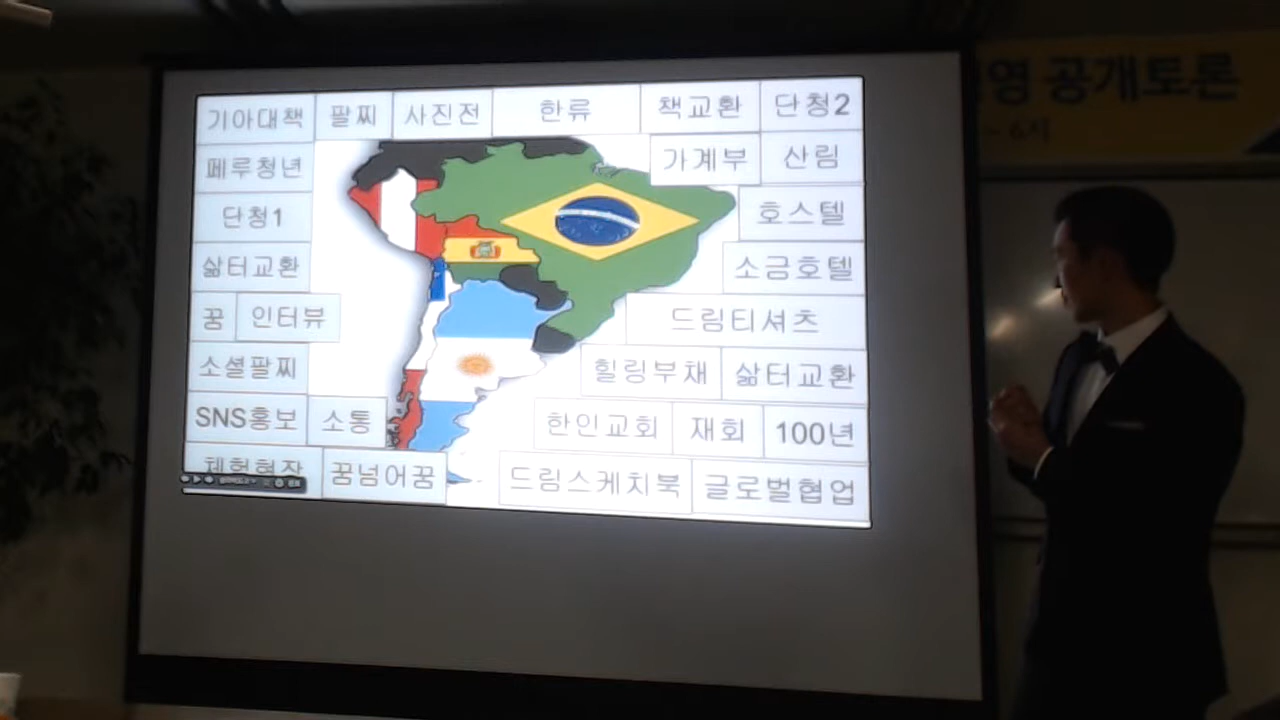 기아대책 팔찌 사진전 한류 책교환 단청2
페루청년 가계부 산림
단청1 호스텔
삶터교환 소금호텔
꿈 인터뷰 드림티셔츠
소셜팔찌 힐링부채 삶터교환
SNS홍보 소통 한인교회 재회 100년
체험현장 꿈넘어꿈 드림스케치북 글로벌협업
영 공개토론